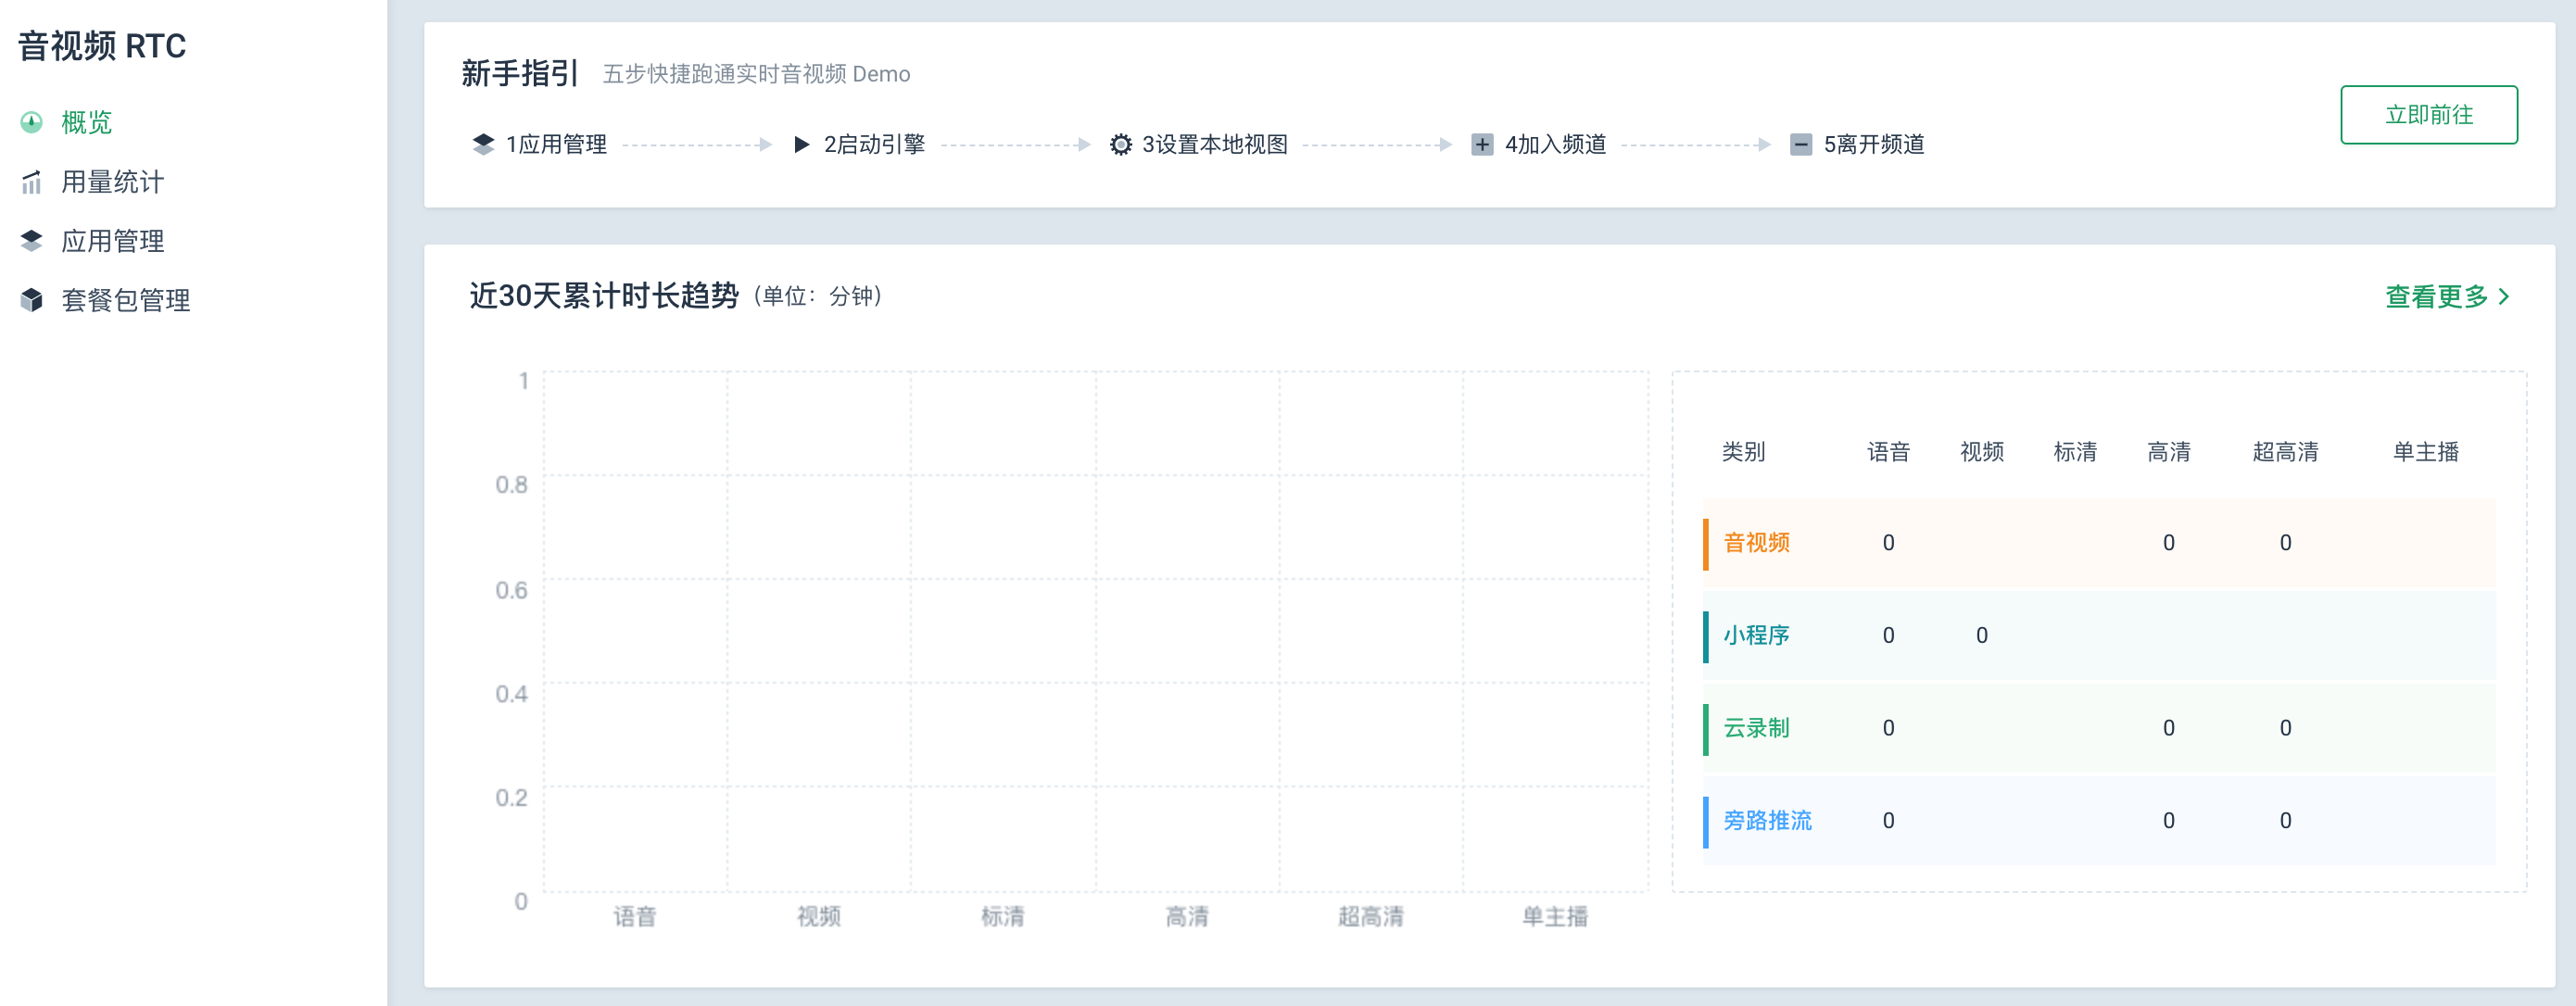 音视频 RTC
概览
用量统计
应用管理
套餐包管理
新手指引 五步快捷跑通实时音视频 Demo
1应用管理 2启动引擎 3设置本地视图 4加入频道 5离开频道
立即前往
近30天累计时长趋势 (单位：分钟)
查看更多
1
0.8
0.6
0.4
0.2
0
语音 视频 标清 高清 超高清 单主播
类别 语音 视频 标清 高清 超高清 单主播
音视频 0 0 0
小程序 0 0
云录制 0 0 0
旁路推流 0 0 0